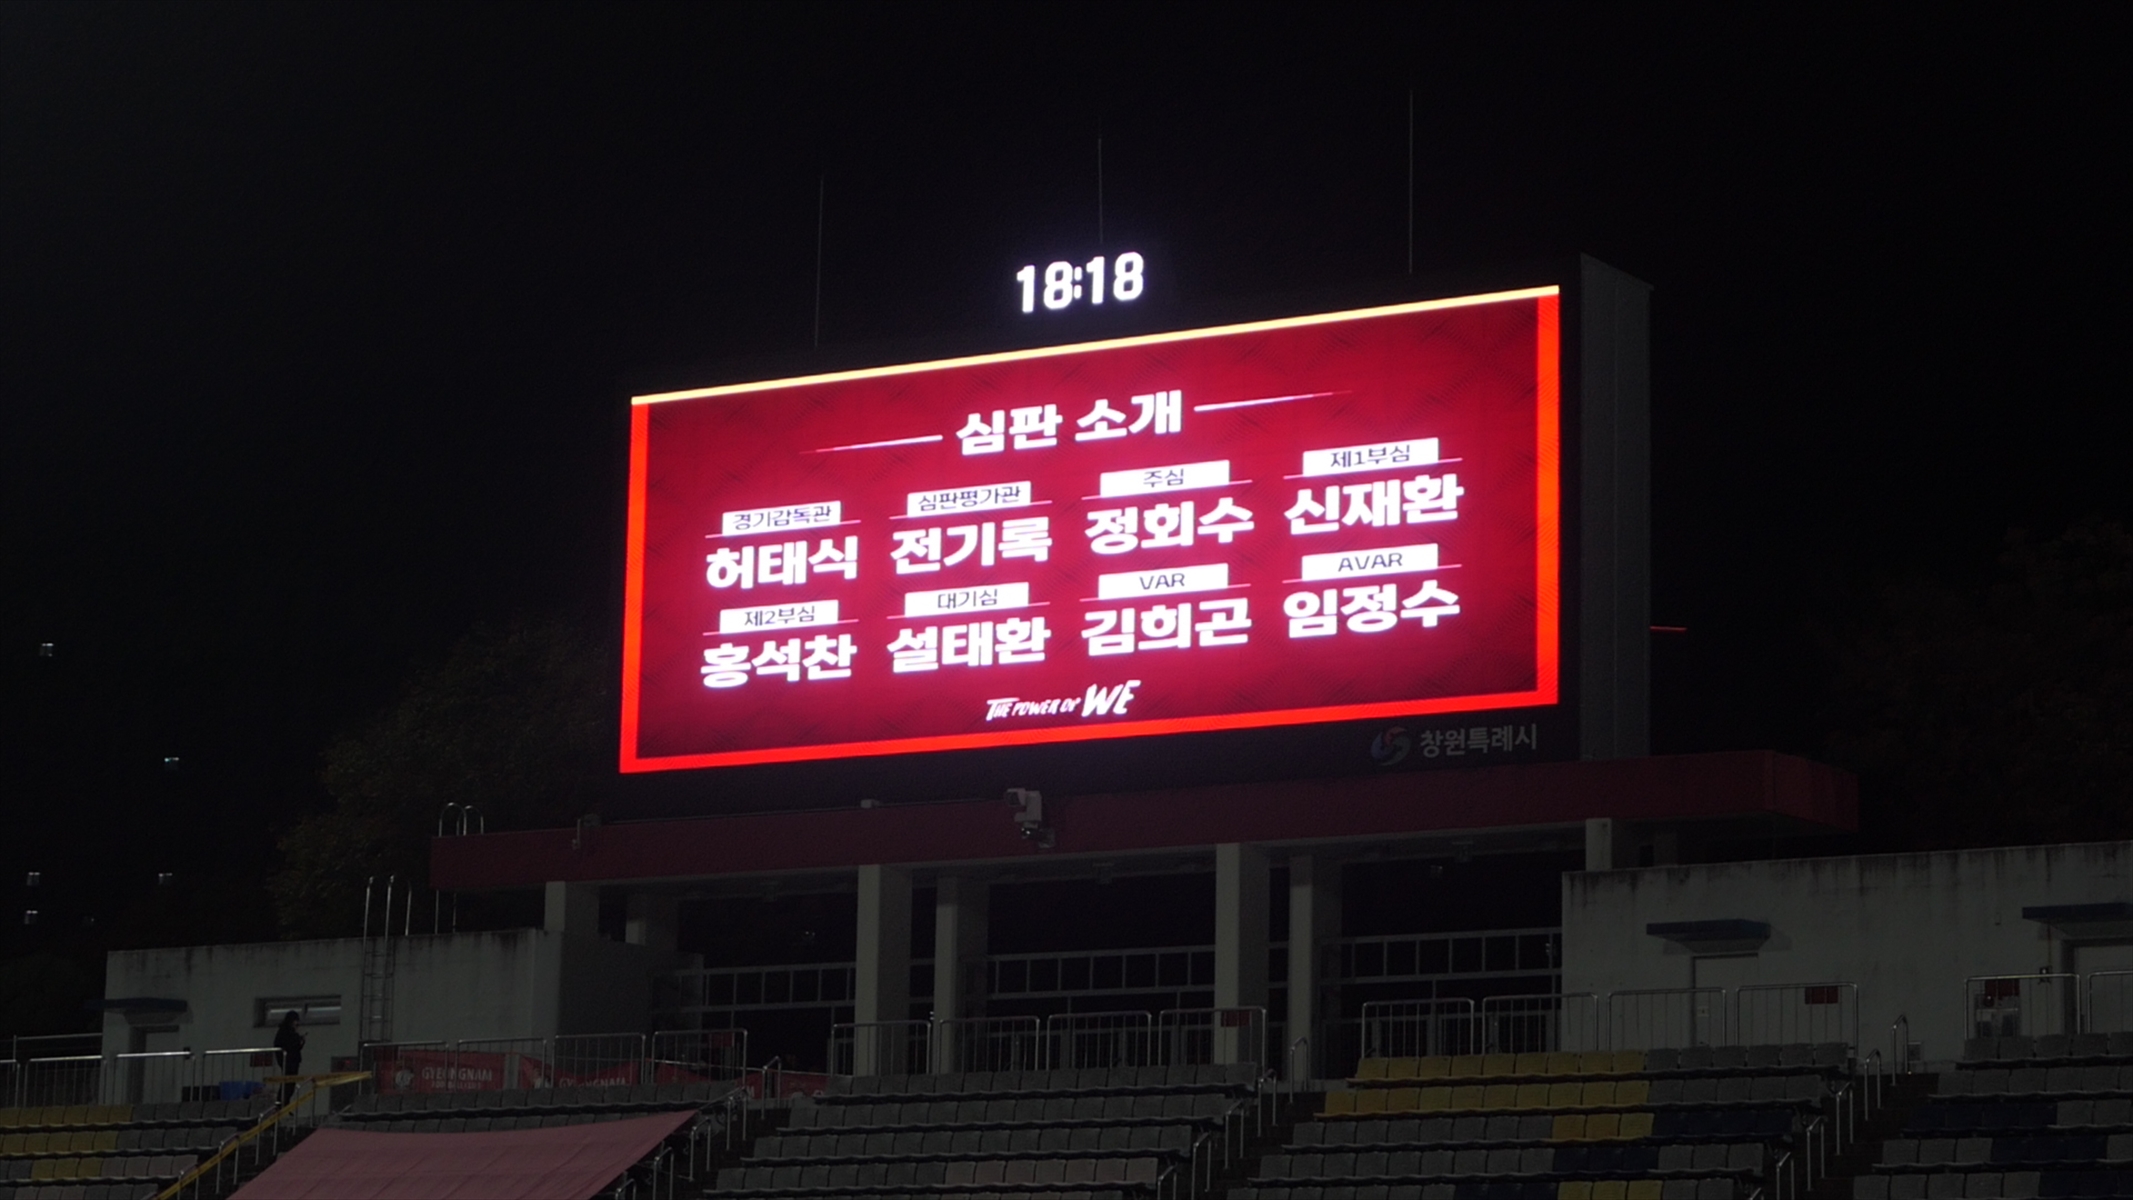 18:18
심판 소개
경기감독관 심판평가관 주심 제1부심
허태식 전기록 정회수 신재환
제2부심 대기심 VAR AVAR
홍석찬 설태환 김희곤 임정수
THE POWER OF WE
창원특례시
GYEONGNAM GYEONGNAM